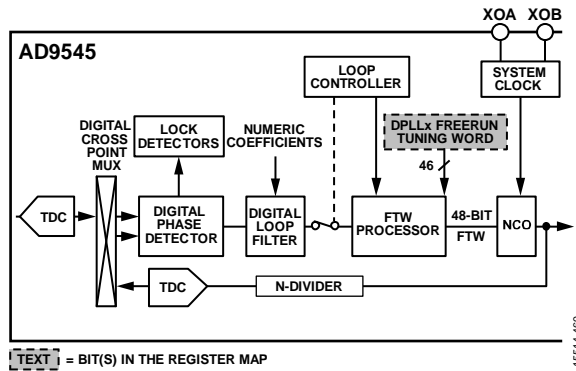 XOA XOB
AD9545
LOOP
CONTROLLER
SYSTEM
CLOCK
DIGITAL
CROSS
POINT
MUX
LOCK
DETECTORS
NUMERIC
COEFFICIENTS
DPLLx FREERUN
TUNING WORD
46
TDC
DIGITAL
PHASE
DETECTOR
DIGITAL
LOOP
FILTER
FTW
PROCESSOR
48-BIT
FTW
NCO
TDC
N-DIVIDER
TEXT = BIT(S) IN THE REGISTER MAP